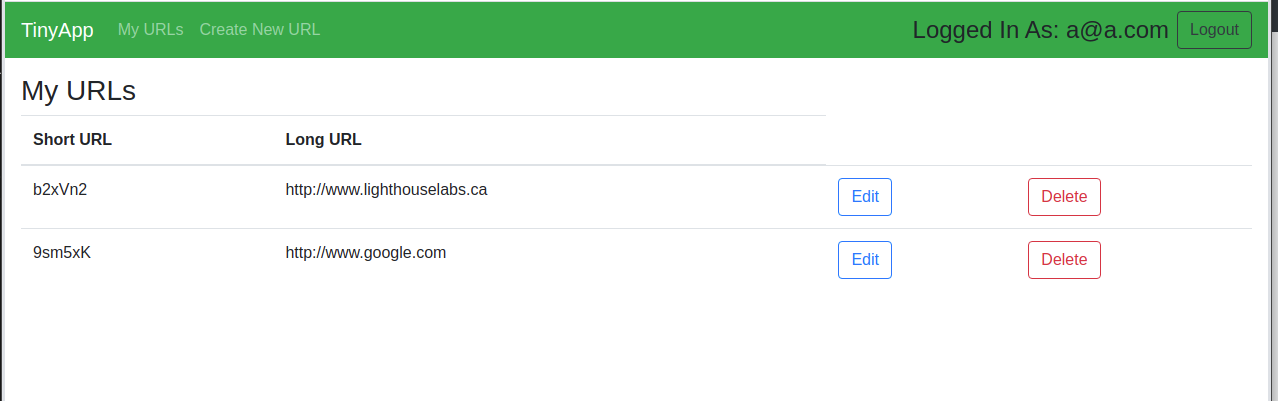 TinyApp My URLs Create New URL Logged In As: a@a.com Logout
My URLs
Short URL Long URL
b2xVn2 http://www.lighthouselabs.ca Edit Delete
9sm5xK http://www.google.com Edit Delete